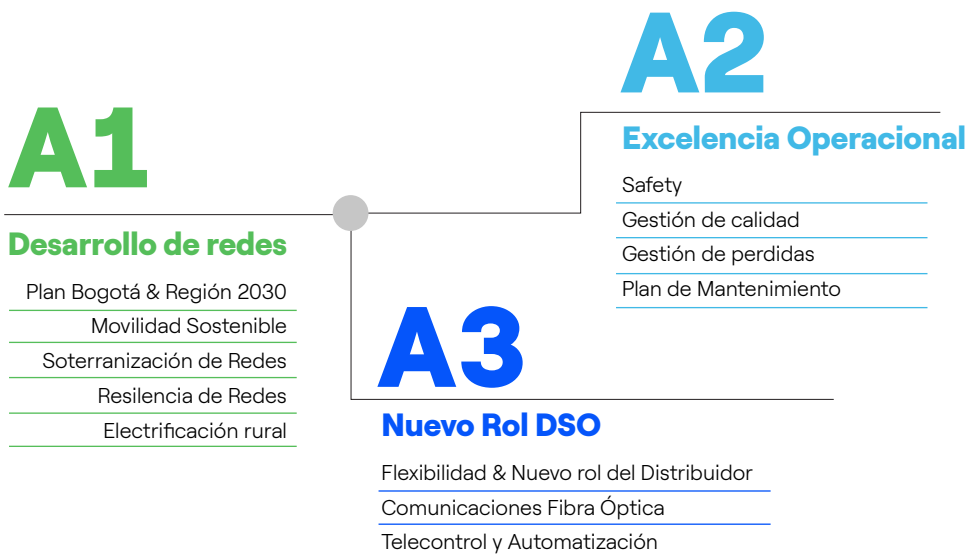 A1
Desarrollo de redes
Plan Bogotá & Región 2030
Movilidad Sostenible
Soterranización de Redes
Resilencia de Redes
Electrificación rural
A2
Excelencia Operacional
Safety
Gestión de calidad
Gestión de perdidas
Plan de Mantenimiento
A3
Nuevo Rol DSO
Flexibilidad & Nuevo rol del Distribuidor
Comunicaciones Fibra Óptica
Telecontrol y Automatización